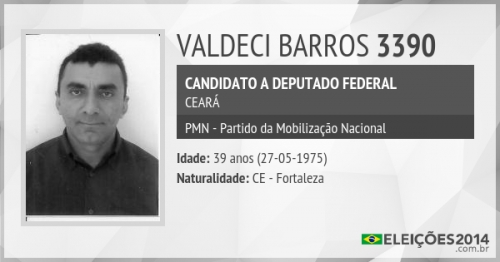 VALDECI BARROS 3390
CANDIDATO A DEPUTADO FEDERAL
CEARÁ
PMN - Partido da Mobilização Nacional
Idade: 39 anos (27-05-1975)
Naturalidade: CE - Fortaleza
ELEIÇÕES2014
.com.br